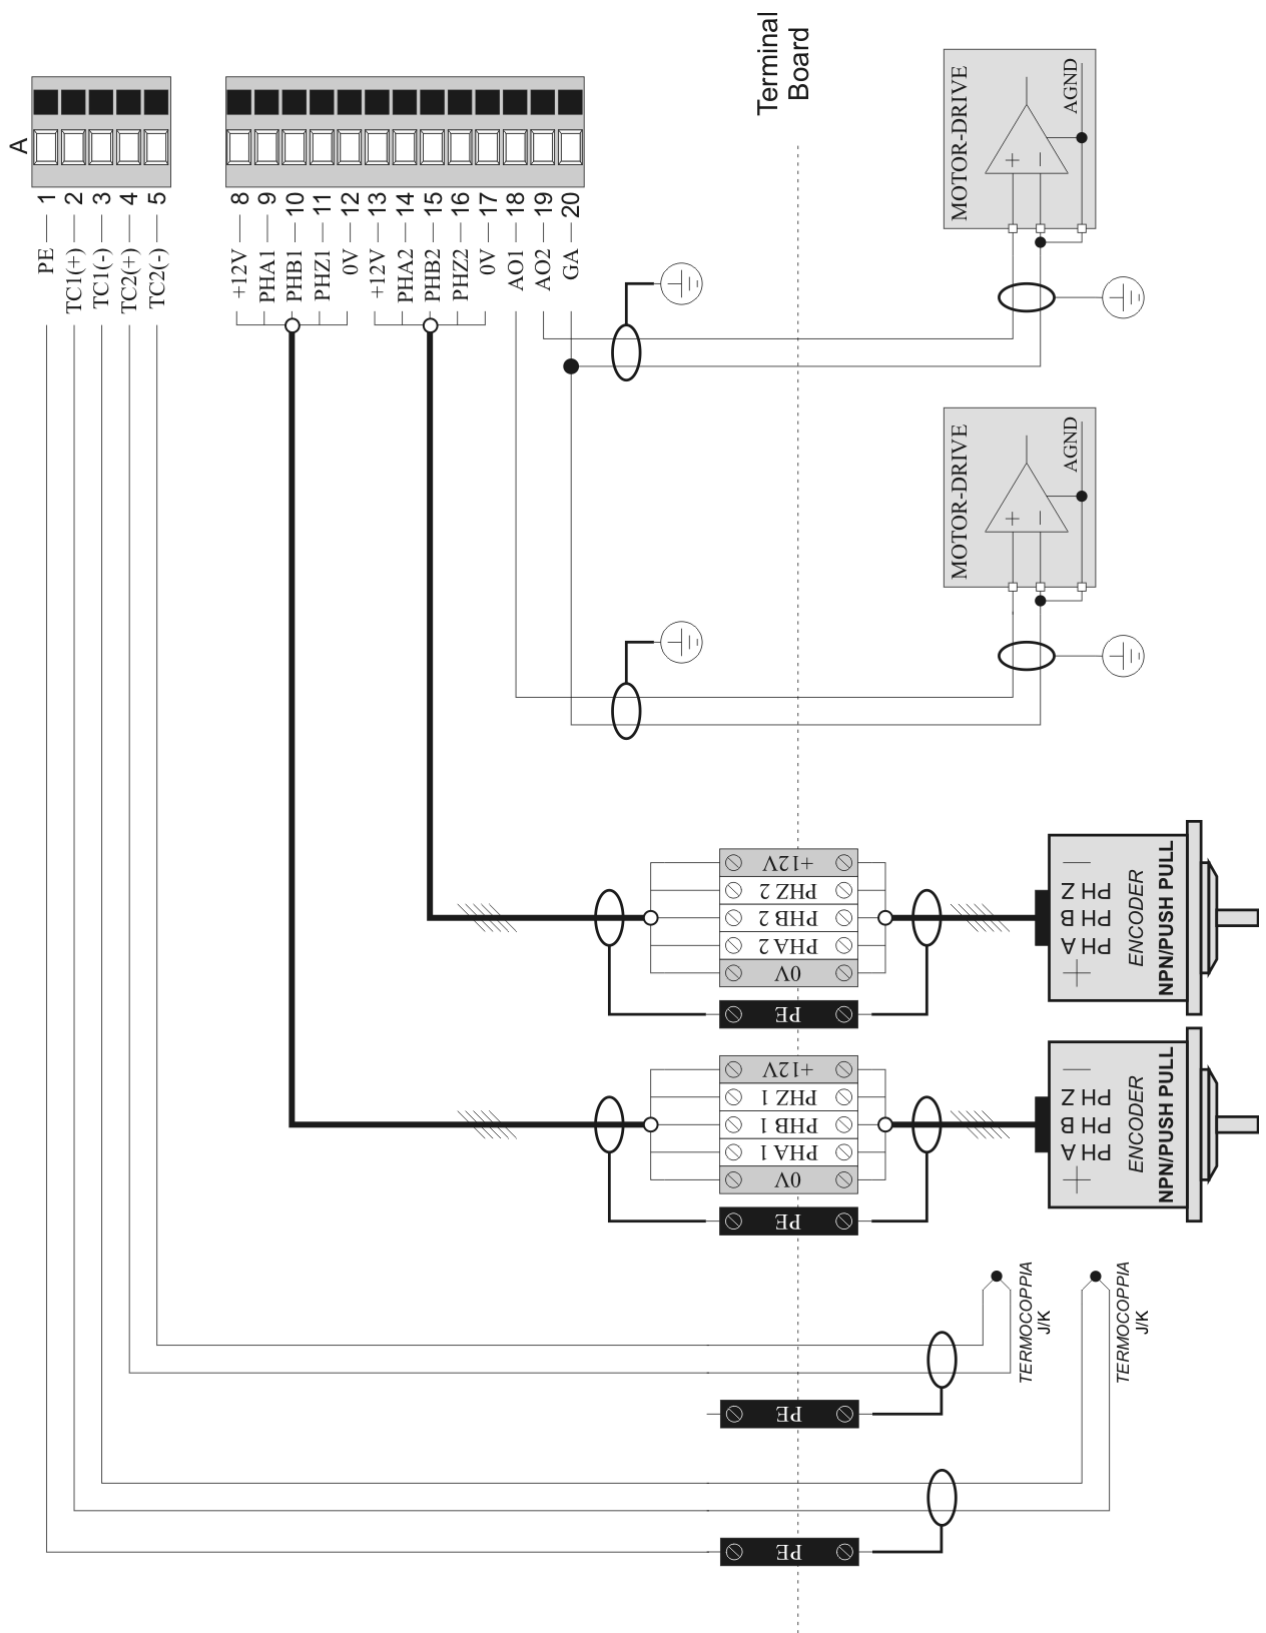 Terminal
Board
A
1
2
3
4
5
PE
TC1(+)
TC1(-)
TC2(+)
TC2(-)
8
9
10
11
12
13
14
15
16
17
18
19
20
+12V
PHA1
PHB1
PHZ1
0V
+12V
PHA2
PHB2
PHZ2
0V
AO1
AO2
GA
MOTOR-DRIVE
AGND
+
−
MOTOR-DRIVE
AGND
+
−
+12V
PHZ 2
PHB 2
PHA 2
0V
PE
−
PH Z
PH B
PH A
+
ENCODER
NPN/PUSH PULL
+12V
PHZ 1
PHB 1
PHA 1
0V
PE
−
PH Z
PH B
PH A
+
ENCODER
NPN/PUSH PULL
TERMOCOPPIA
J/K
TERMOCOPPIA
J/K
PE
PE